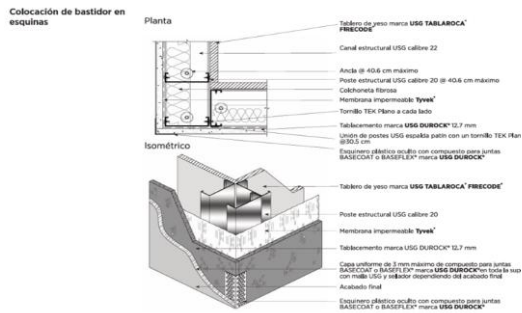 Colocación de bastidor en
esquinas
Planta
Tablero de yeso marca USG TABLAROCA®
FIRECODE®
Canal estructural USG calibre 22
Ancla @ 40.6 cm máximo
Poste estructural USG calibre 20 @ 40.6 cm máximo
Colchoneta fibrosa
Membrana impermeable Tyvek®
Tornillo TEK Plano a cada lado
Tablacemento marca USG DUROCK® 12.7 mm
Unión de postes USG espalda patín con un tornillo TEK Plan
@30.5 cm
Esquinero plástico oculto con compuesto para juntas
BASECOAT o BASEFLEX® marca USG DUROCK®
Isométrico
Tablero de yeso marca USG TABLAROCA® FIRECODE®
Poste estructural USG calibre 20
Membrana impermeable Tyvek®
Tablacemento marca USG DUROCK® 12.7 mm
Capa uniforme de 3 mm máximo de compuesto para juntas
BASECOAT o BASEFLEX® marca USG DUROCK® en toda la sup
con malla USG y sellador dependiendo del acabado final
Acabado final
Esquinero plástico oculto con compuesto para juntas
BASECOAT o BASEFLEX® marca USG DUROCK®